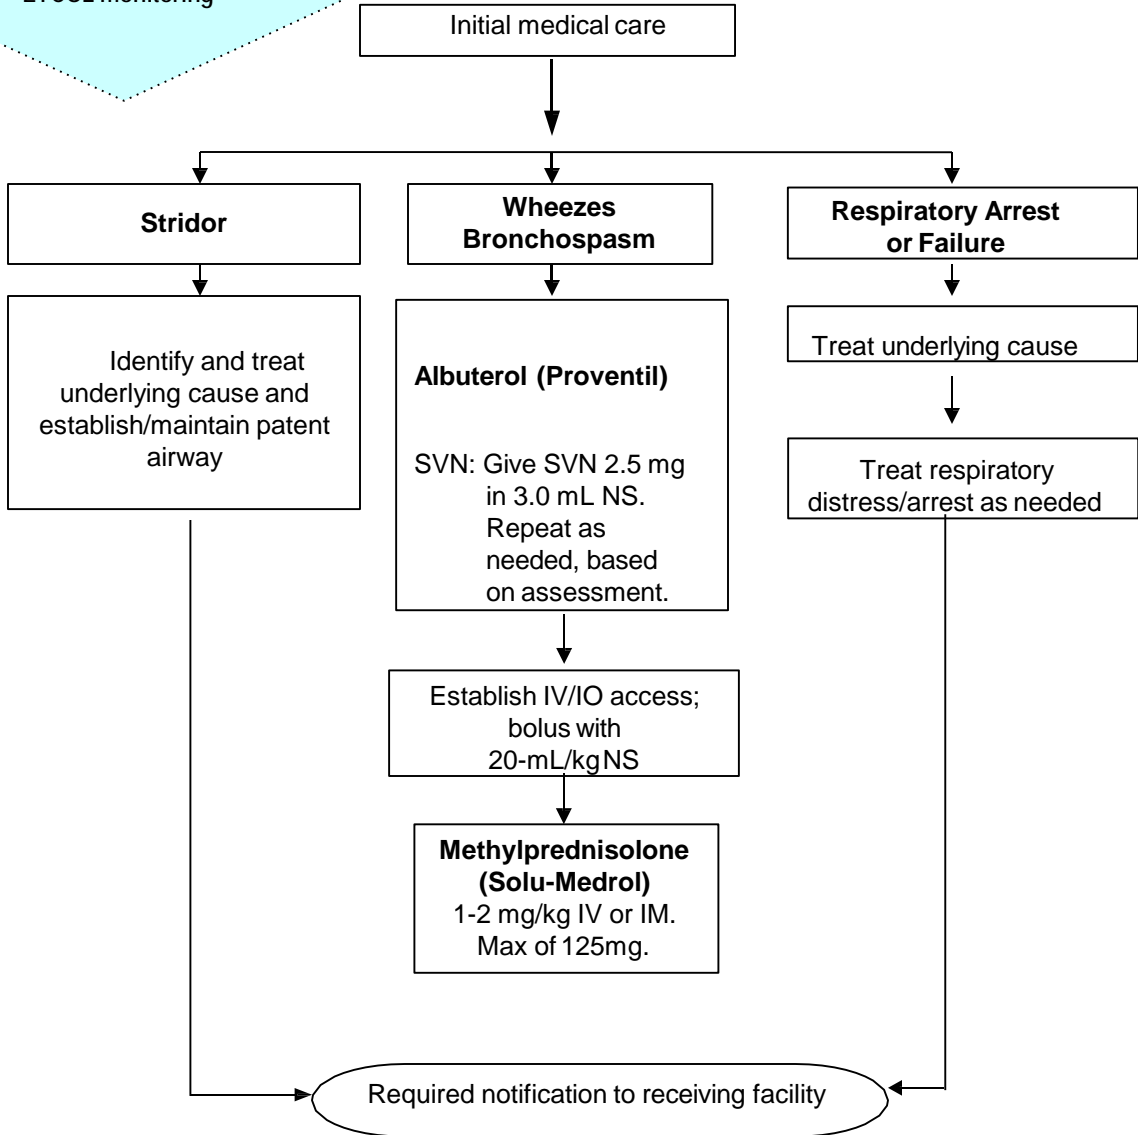 monitoring
Initial medical care
Stridor
Wheezes
Bronchospasm
Respiratory Arrest
or Failure
Identify and treat
underlying cause and
establish/maintain patent
airway
Albuterol (Proventil)
SVN: Give SVN 2.5 mg
in 3.0 mL NS.
Repeat as
needed, based
on assessment.
Treat underlying cause
Treat respiratory
distress/arrest as needed
Establish IV/IO access;
bolus with
20-mL/kg NS
Methylprednisolone
(Solu-Medrol)
1-2 mg/kg IV or IM.
Max of 125mg.
Required notification to receiving facility